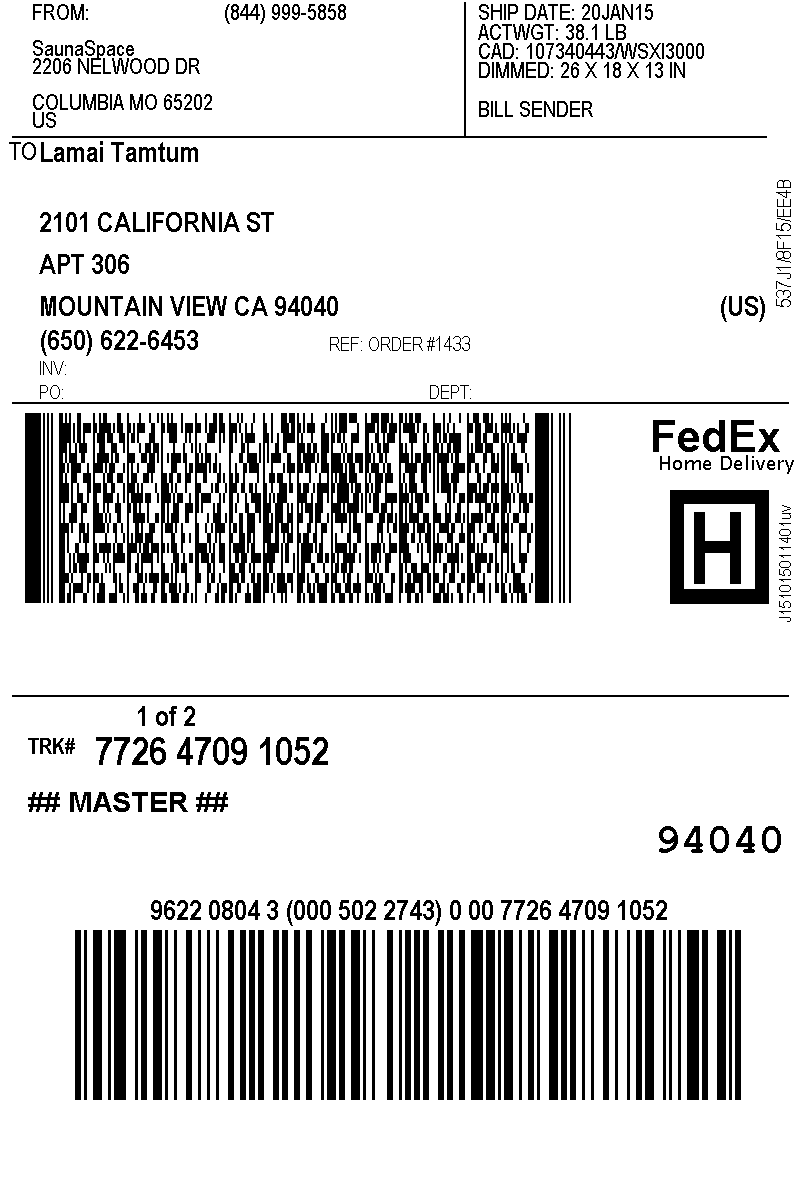 FROM: (844) 999-5858
SaunaSpace
2206 NELWOOD DR
COLUMBIA MO 65202
US
SHIP DATE: 20JAN15
ACTWGT: 38.1 LB
CAD: 107340443/WSXI3000
DIMMED: 26 X 18 X 13 IN
BILL SENDER
TO Lamai Tamtum
2101 CALIFORNIA ST
APT 306
MOUNTAIN VIEW CA 94040 (US)
(650) 622-6453 REF: ORDER #1433
INV:
PO: DEPT:
537J1/8F15/EE4B
FedEx
Home Delivery
H
J151015011401uv
1 of 2
TRK# 7726 4709 1052
## MASTER ##
94040
9622 0804 3 (000 502 2743) 0 00 7726 4709 1052